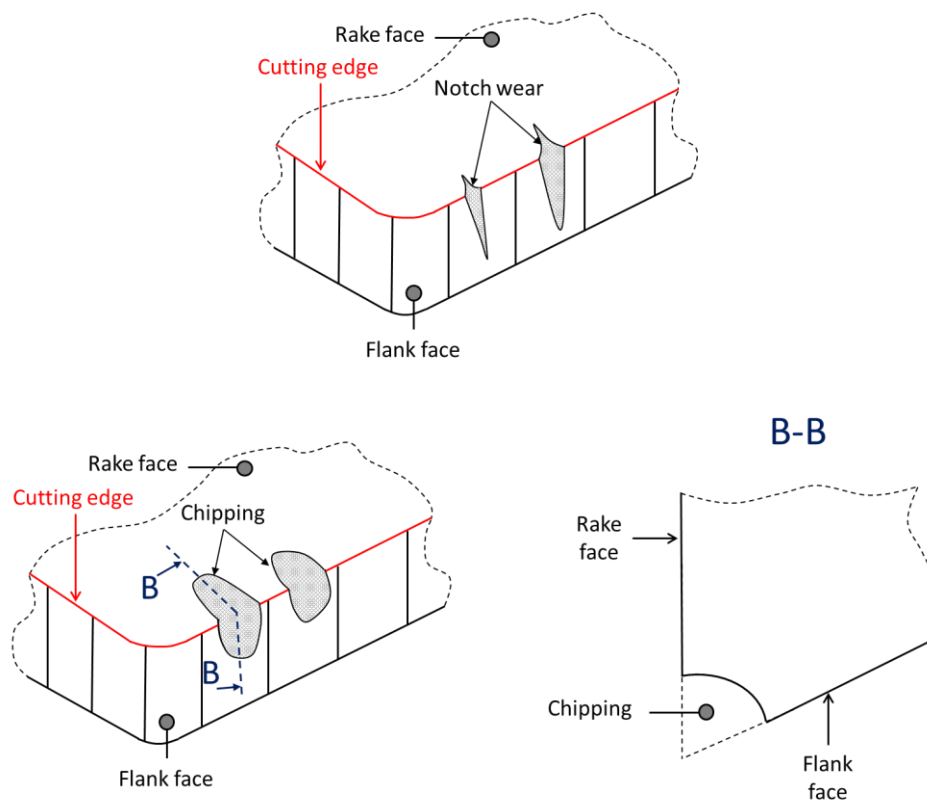 Rake face
Cutting edge
Notch wear
Flank face
B-B
Rake face
Cutting edge
Chipping
B
B
Flank face
Rake
face
Chipping
Flank
face